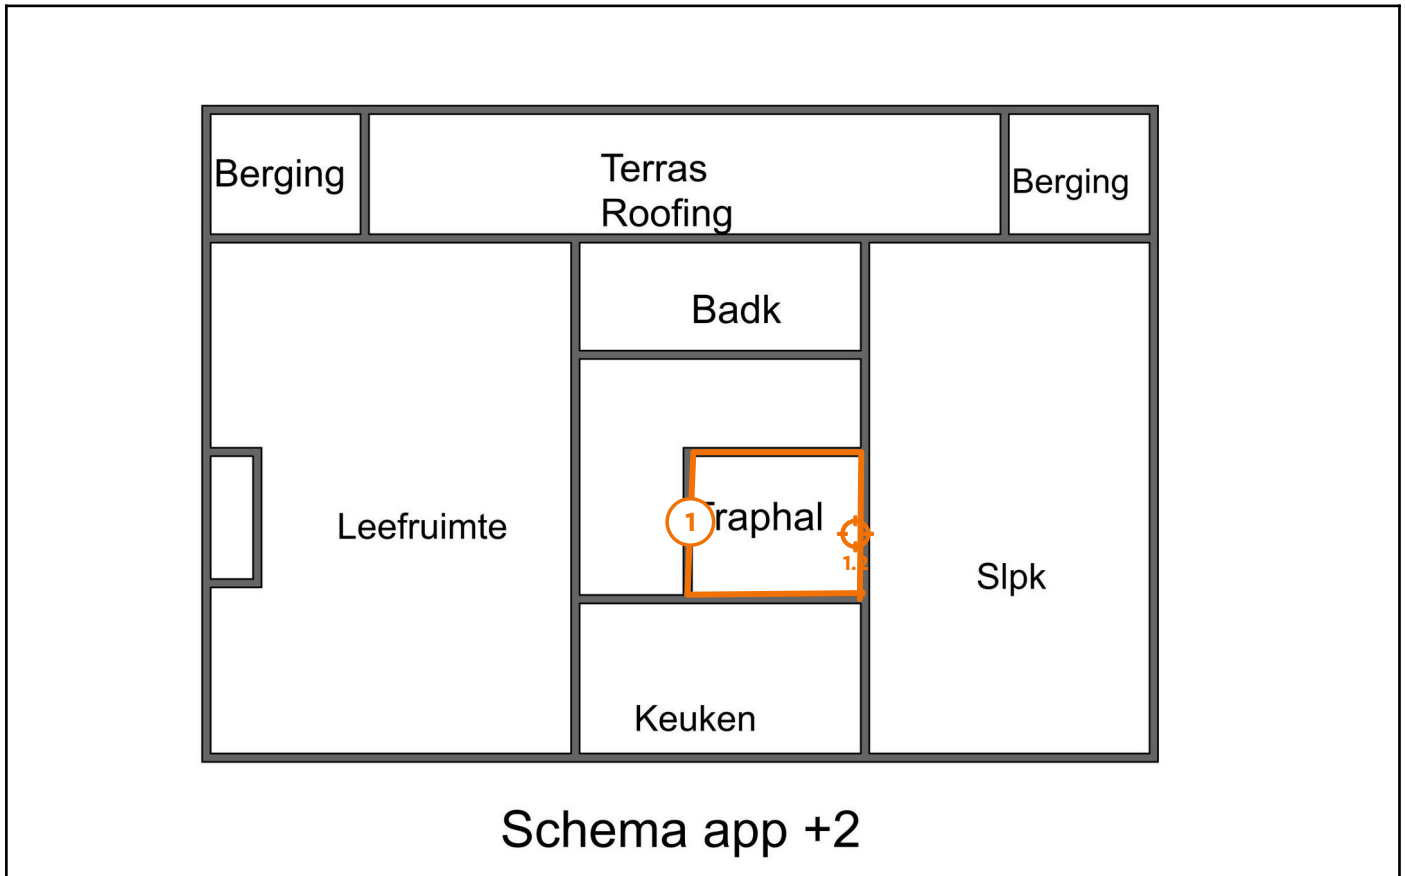 Berging
Terras
Roofing
Berging
Badk
Traphal
1
Leefruimte
Slpk
Keuken
Schema app +2